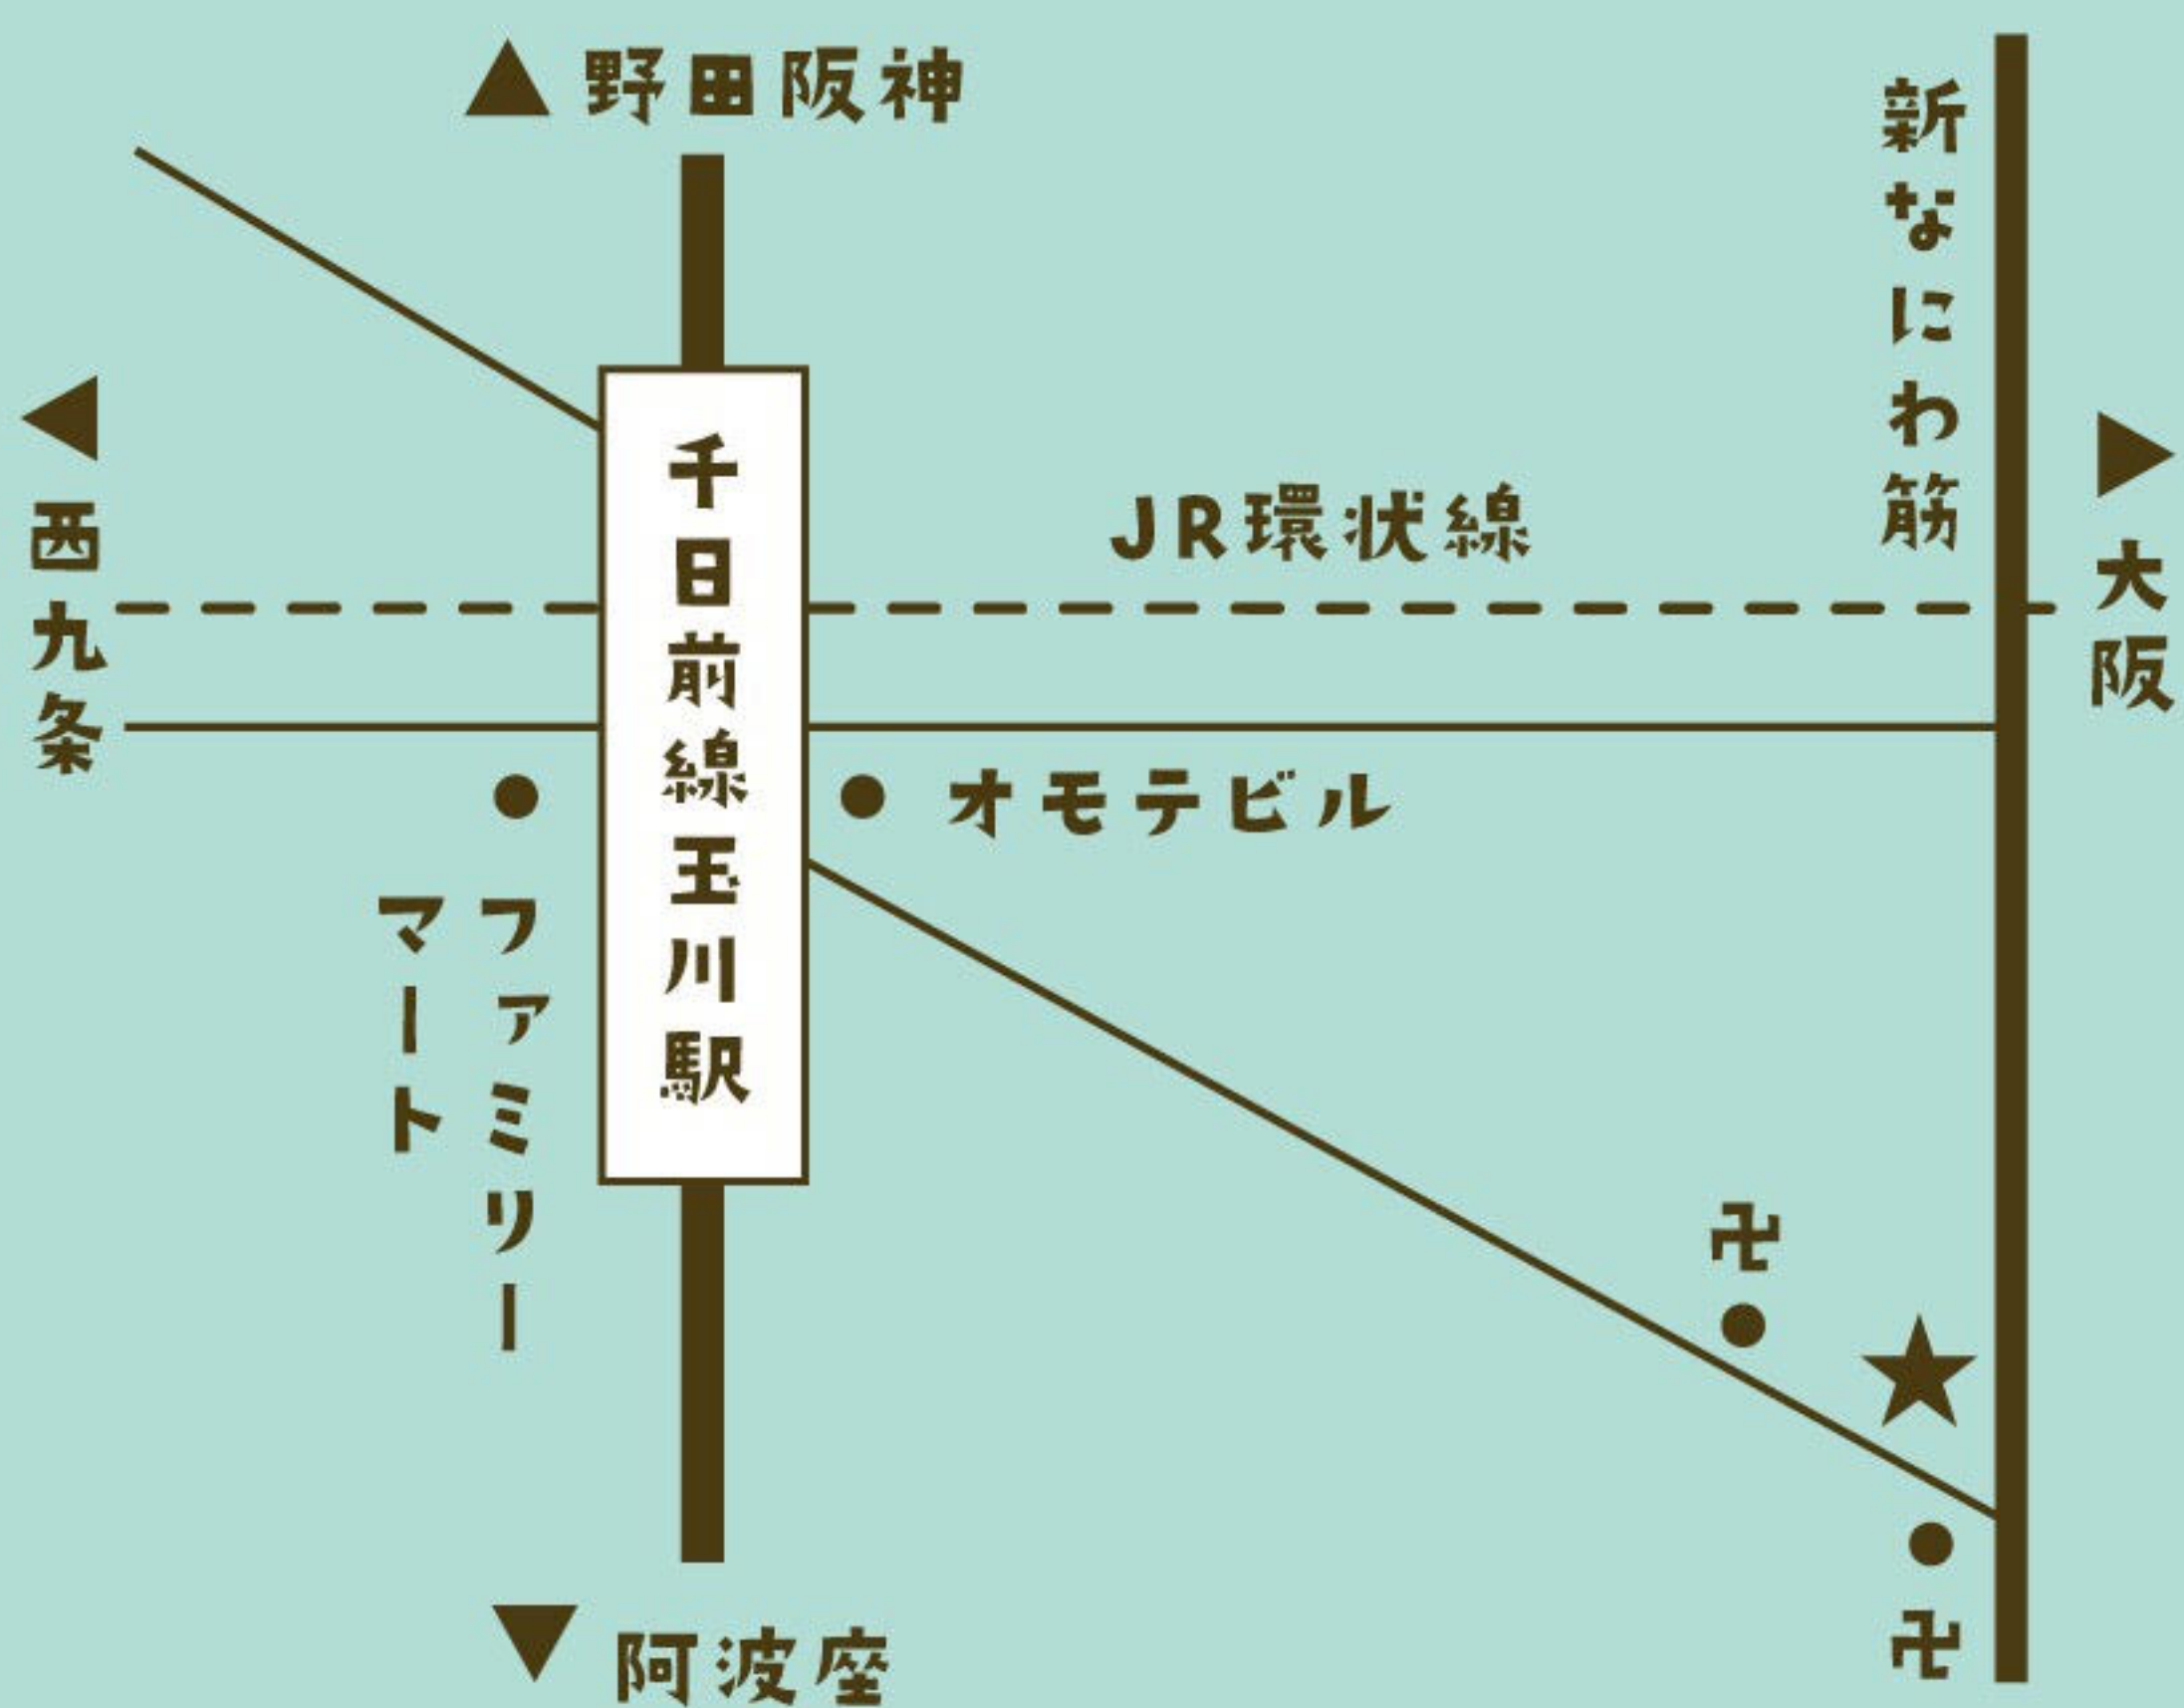 野田阪神
新なにわ筋
西九条
千日前線玉川駅
JR環状線
大阪
オモテビル
ファミリー
マート
卍
卍
阿波座